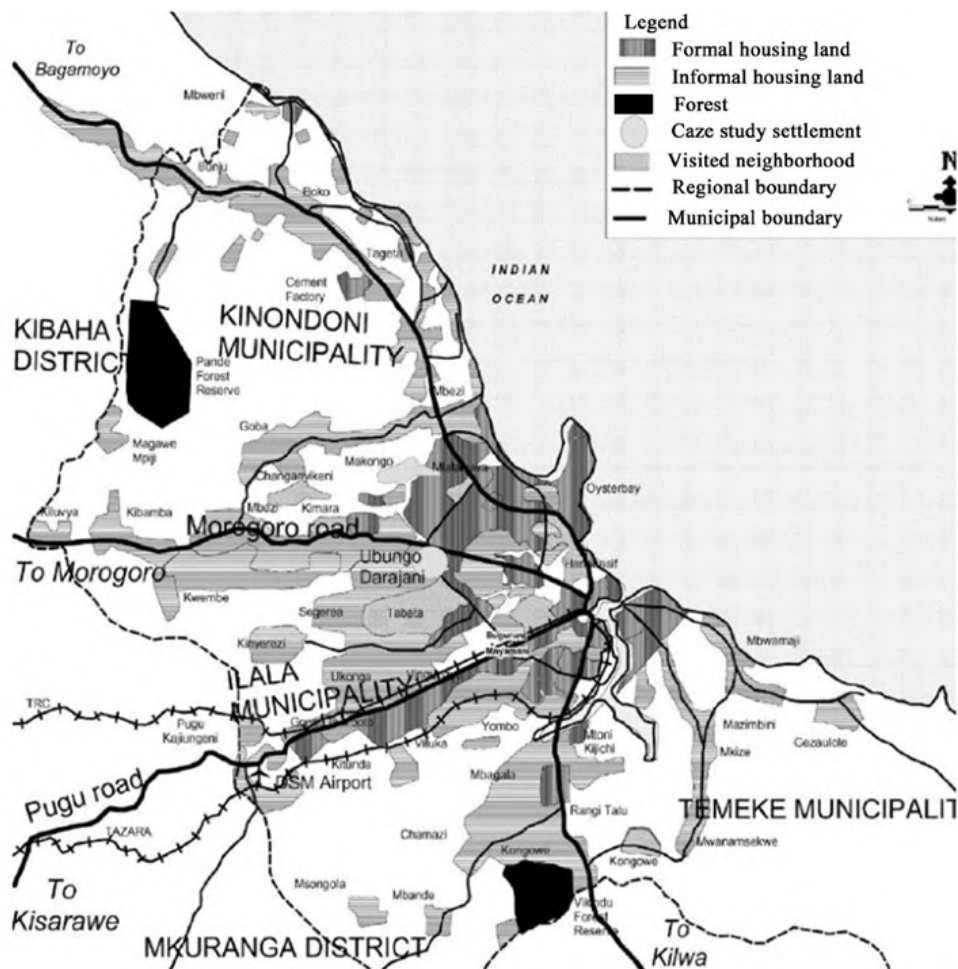 Legend
Formal housing land
Informal housing land
Forest
Caze study settlement
Visited neighborhood
Regional boundary
Municipal boundary
N
To
Bagamoyo
Mbweni
Bunju
Boko
Tageta
Cement
Factory
INDIAN
OCEAN
KIBAHA
DISTRICT
KINONDONI
MUNICIPALITY
Pande
Forest
Reserve
Mbezi
Magawe
Mpiji
Goba
Makongo
Changanyikeni
Oysterbay
Kiluvya
Kibamba
Mbezi
Kimara
Morogoro road
To Morogoro
Ubungo
Darajani
Kwembe
Segerea
Tabata
Kinyerezi
Mbwamaji
Ukonga
ILALA
MUNICIPALITY
TRC
Pugu
Kajiungeni
Yombo
Vituka
Kitunda
Mtoni
Kijichi
Mazimbini
Gezaulole
Mkize
DSM Airport
Pugu road
Mbagala
Rangi Tatu
TEMEKE MUNICIPALIT
TAZARA
Chamazi
Mwanamsekwe
Kongowe
Kongowe
To
Kisarawe
Msongola
Mbande
Forest
Reserve
To
Kilwa
MKURANGA DISTRICT